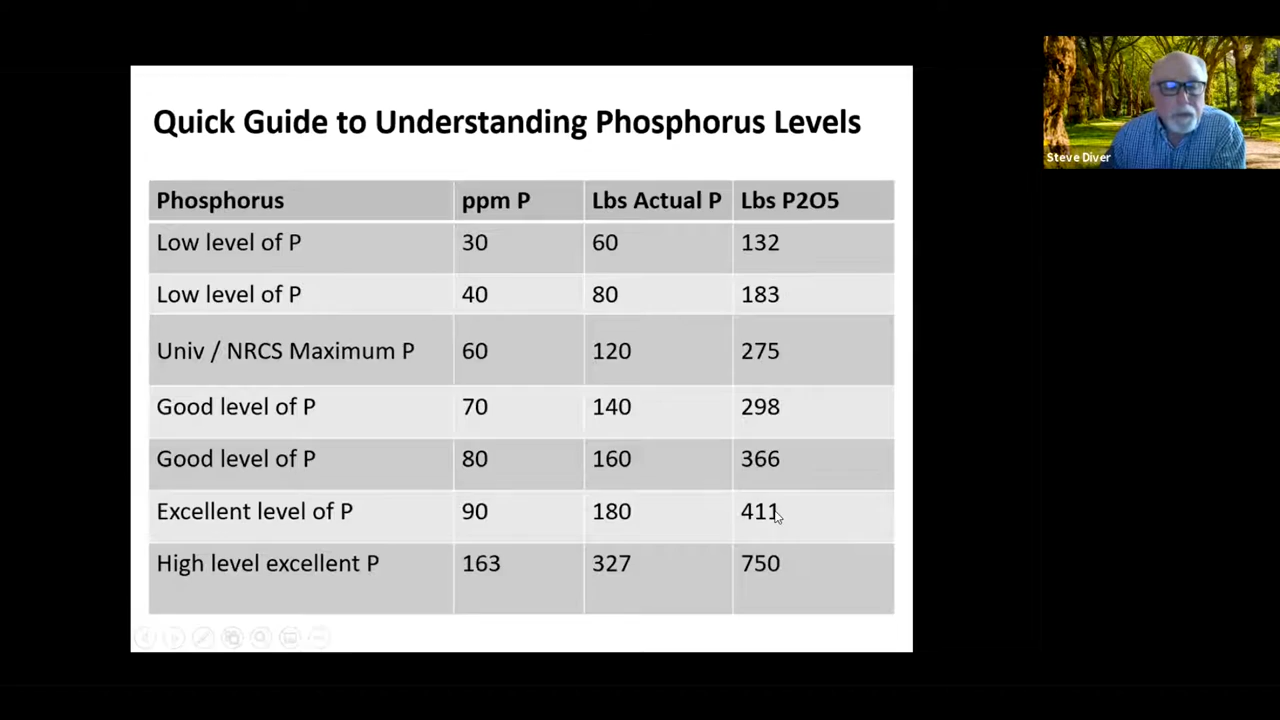 Quick Guide to Understanding Phosphorus Levels
Phosphorus ppm P Lbs Actual P Lbs P2O5
Low level of P 30 60 132
Low level of P 40 80 183
Univ / NRCS Maximum P 60 120 275
Good level of P 70 140 298
Good level of P 80 160 366
Excellent level of P 90 180 411
High level excellent P 163 327 750
Steve Diver